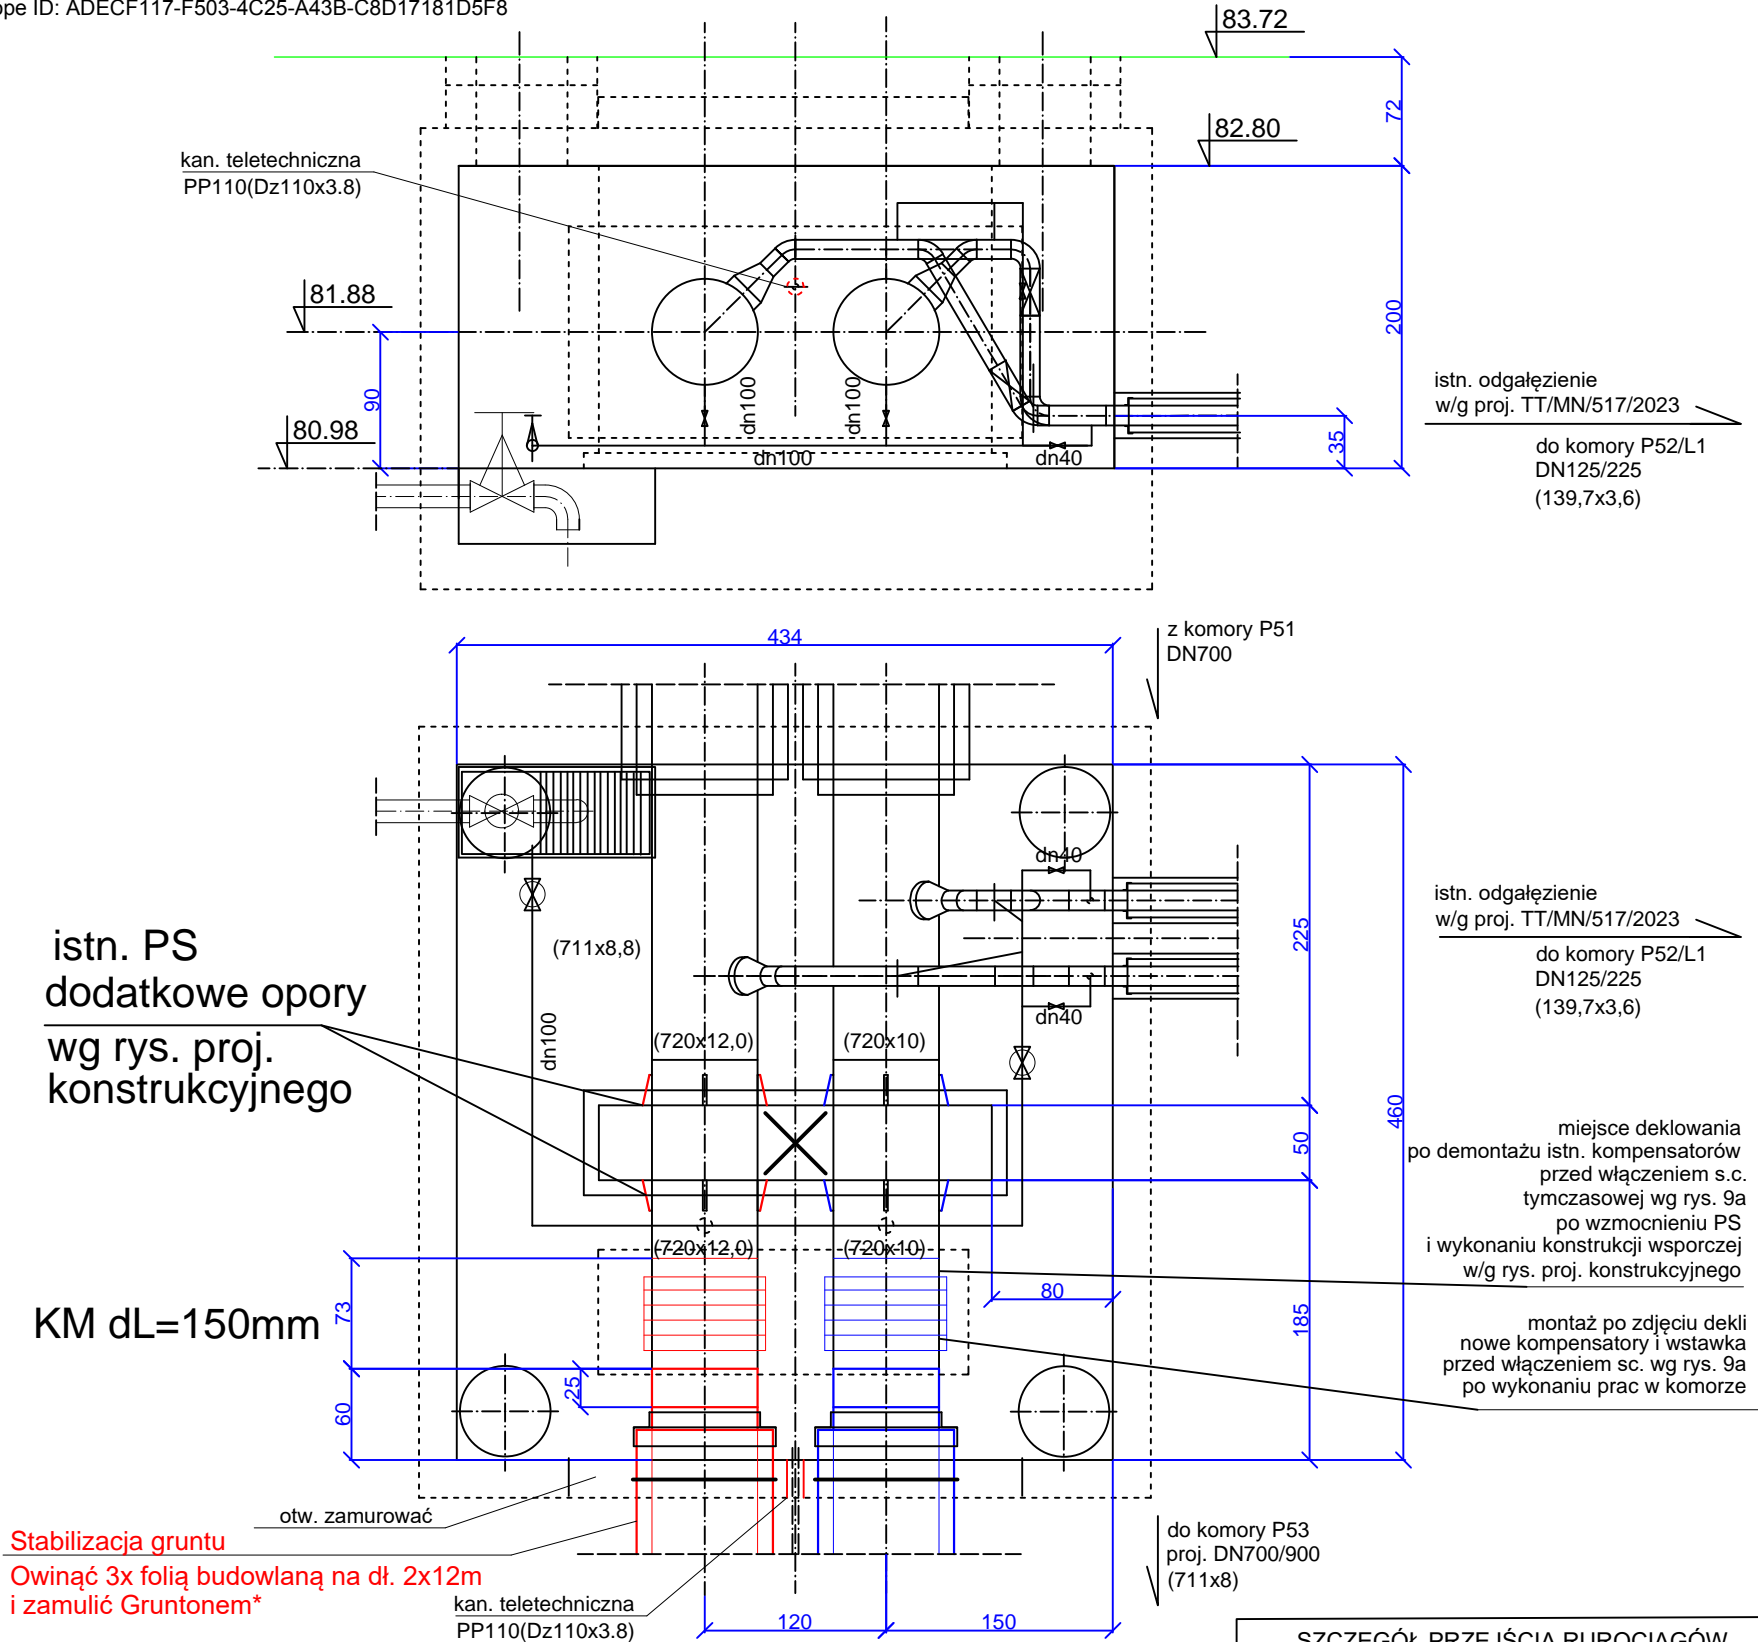 ope ID: ADECF117-F503-4C25-A43B-C8D17181D5F8
83.72
72
82.80
kan. teletechniczna
PP110(Dz110x3.8)
81.88
200
90
dn100
dn100
80.98
dn100
dn40
35
istn. odgałęzienie
w/g proj. TT/MN/517/2023
do komory P52/L1
DN125/225
(139,7x3,6)
434
z komory P51
DN700
dn40
225
istn. odgałęzienie
w/g proj. TT/MN/517/2023
do komory P52/L1
DN125/225
(139,7x3,6)
(711x8,8)
istn. PS
dodatkowe opory
wg rys. proj.
konstrukcyjnego
dn100
dn40
(720x12,0)
(720x10)
460
50
miejsce deklowania
po demontażu istn. kompensatorów
przed włączeniem s.c.
tymczasowej wg rys. 9a
po wzmocnieniu PS
i wykonaniu konstrukcji wsporczej
w/g rys. proj. konstrukcyjnego
(720x12,0)
(720x10)
80
73
KM dL=150mm
185
montaż po zdjęciu dekli
nowe kompensatory i wstawka
przed włączeniem sc. wg rys. 9a
po wykonaniu prac w komorze
25
60
otw. zamurować
Stabilizacja gruntu
Owinąć 3x folią budowlaną na dł. 2x12m
i zamulić Gruntonem*
kan. teletechniczna
PP110(Dz110x3.8)
do komory P53
proj. DN700/900
(711x8)
120
150
SZCZEGÓŁ PRZEJŚCIA RUROCIĄGÓW